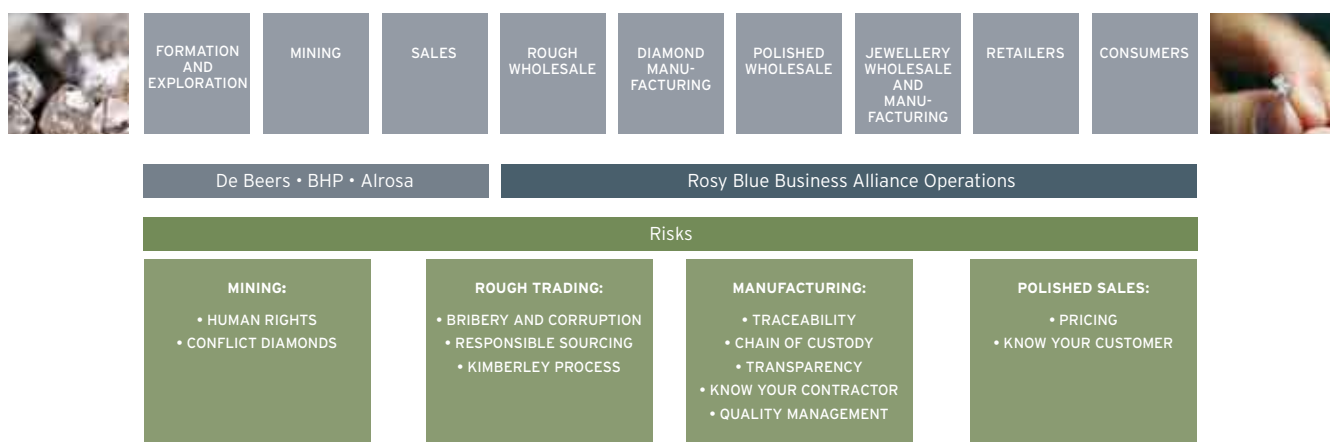 FORMATION
AND
EXPLORATION
MINING
SALES
ROUGH
WHOLESALE
DIAMOND
MANU-
FACTURING
POLISHED
WHOLESALE
JEWELLERY
WHOLESALE
AND
MANU-
FACTURING
RETAILERS
CONSUMERS
De Beers • BHP • Alrosa
Rosy Blue Business Alliance Operations
Risks
MINING:
• HUMAN RIGHTS
• CONFLICT DIAMONDS
ROUGH TRADING:
• BRIBERY AND CORRUPTION
• RESPONSIBLE SOURCING
• KIMBERLEY PROCESS
MANUFACTURING:
• TRACEABILITY
• CHAIN OF CUSTODY
• TRANSPARENCY
• KNOW YOUR CONTRACTOR
• QUALITY MANAGEMENT
POLISHED SALES:
• PRICING
• KNOW YOUR CUSTOMER